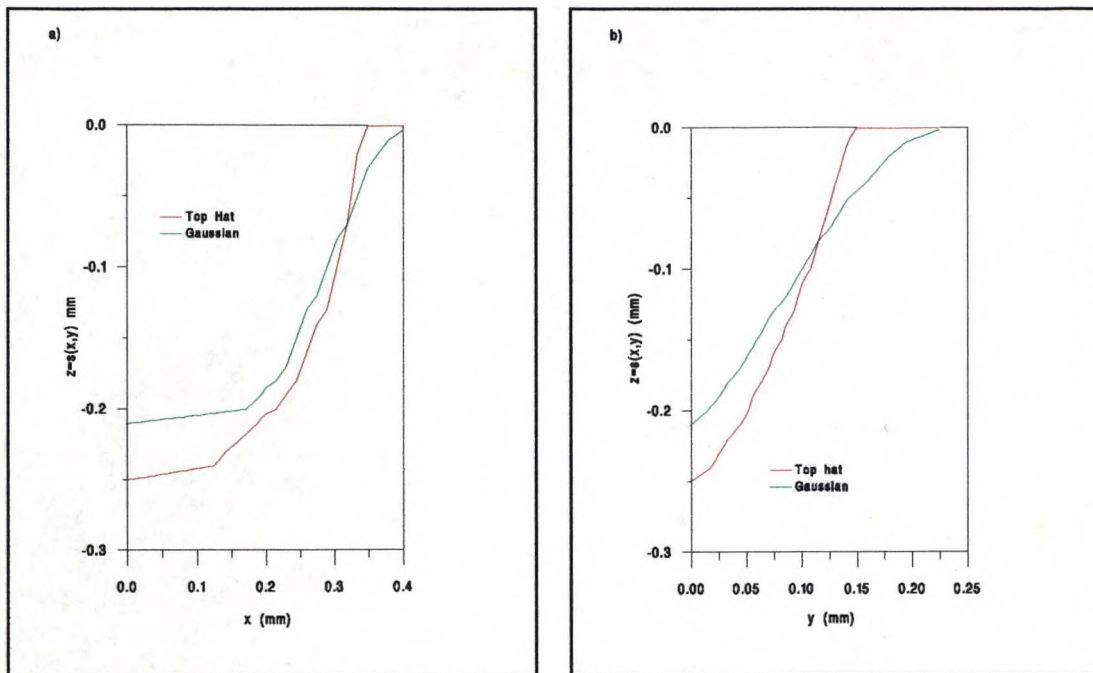 a)
0.0
-0.1
-0.2
-0.3
z=s(x,y) mm
Top Hat
Gaussian
0.0 0.1 0.2 0.3 0.4
x (mm)
b)
0.0
-0.1
-0.2
-0.3
z=s(x,y) (mm)
Top hat
Gaussian
0.00 0.05 0.10 0.15 0.20 0.25
y (mm)